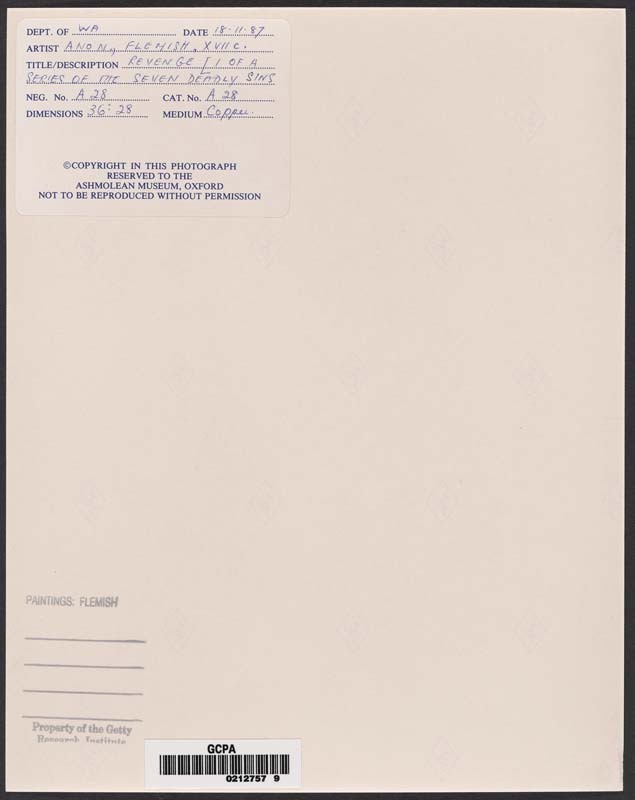 DEPT. OF WA DATE 18.11.87
ARTIST ANON, FLEMISH, XVIIC.
TITLE/DESCRIPTION REVENGE [1 OF A
SERIES OF THE SEVEN DEADLY SINS
NEG. No. A 28 CAT. No. A 28
DIMENSIONS 36:28 MEDIUM Copper.
©COPYRIGHT IN THIS PHOTOGRAPH
RESERVED TO THE
ASHMOLEAN MUSEUM, OXFORD
NOT TO BE REPRODUCED WITHOUT PERMISSION
PAINTINGS: FLEMISH
Property of the Getty
Research Institute
GCPA
0212757 9